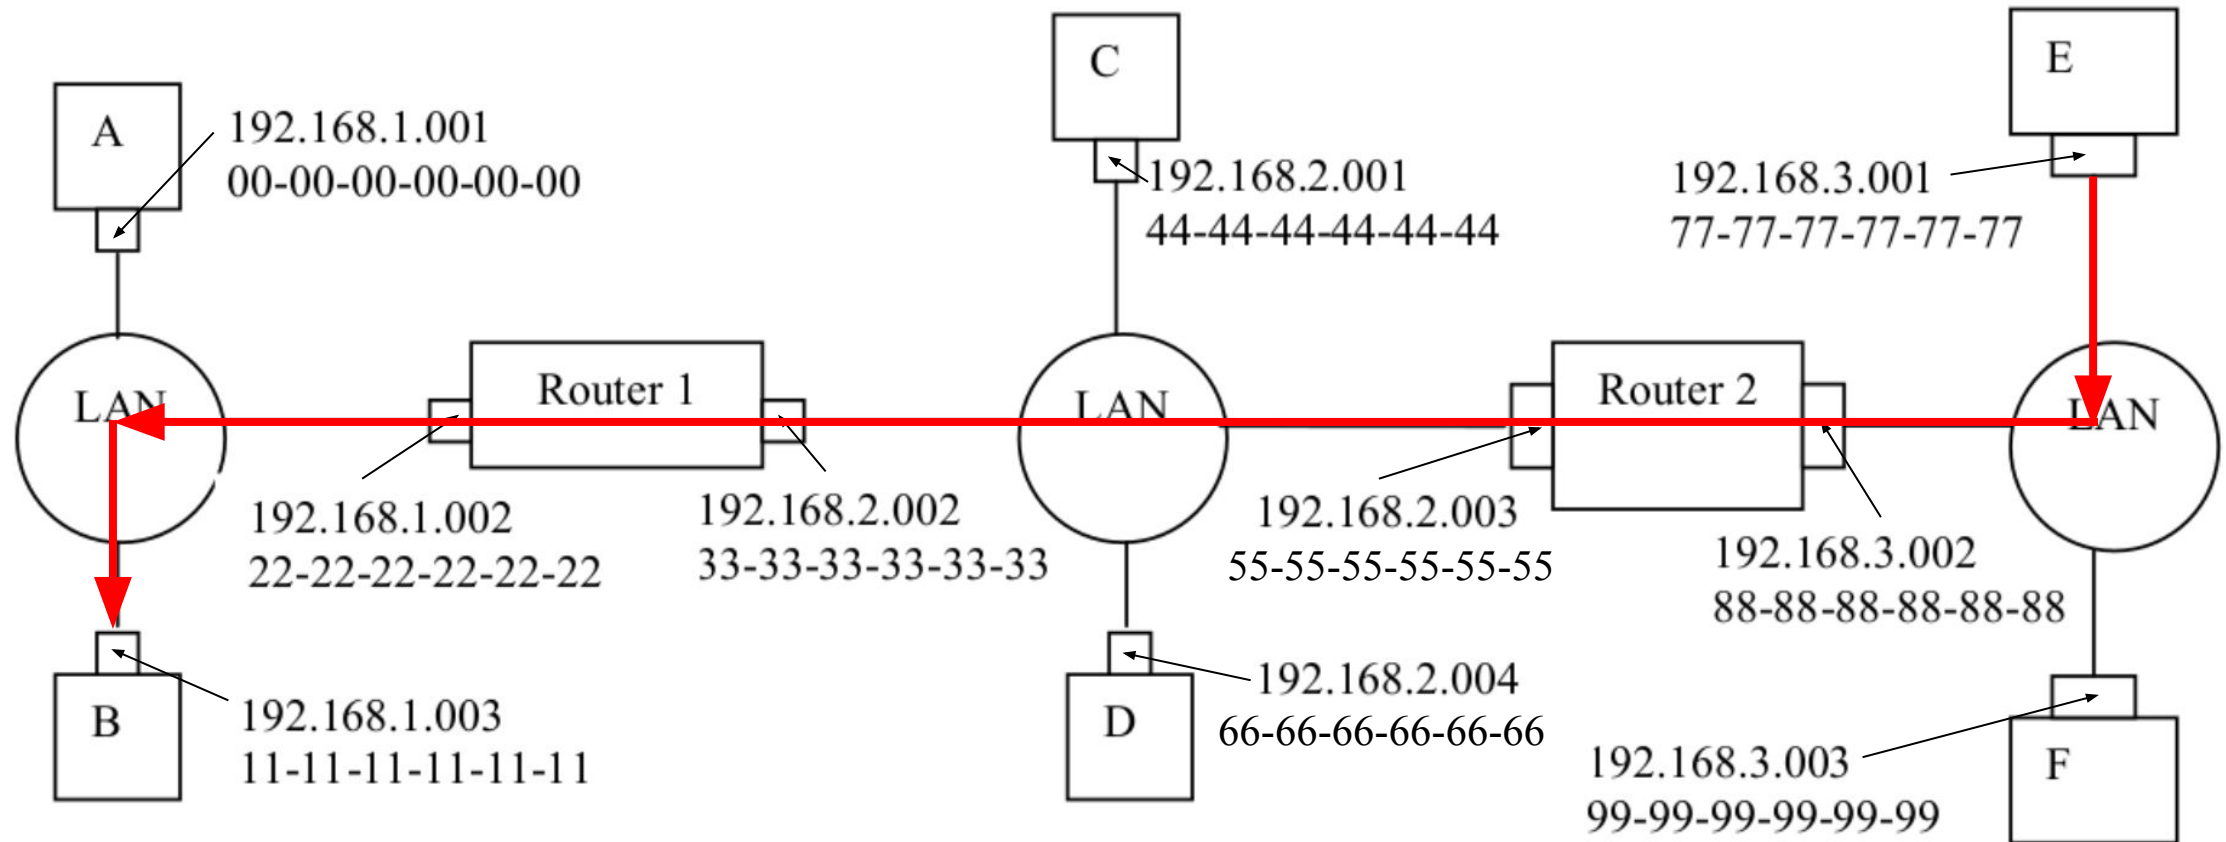 A
192.168.1.001
00-00-00-00-00-00
C
192.168.2.001
44-44-44-44-44-44
E
192.168.3.001
77-77-77-77-77-77
LAN
Router 1
LAN
Router 2
LAN
192.168.1.002
22-22-22-22-22-22
192.168.2.002
33-33-33-33-33-33
192.168.2.003
55-55-55-55-55-55
192.168.3.002
88-88-88-88-88-88
B
192.168.1.003
11-11-11-11-11-11
D
192.168.2.004
66-66-66-66-66-66
192.168.3.003
99-99-99-99-99-99
F